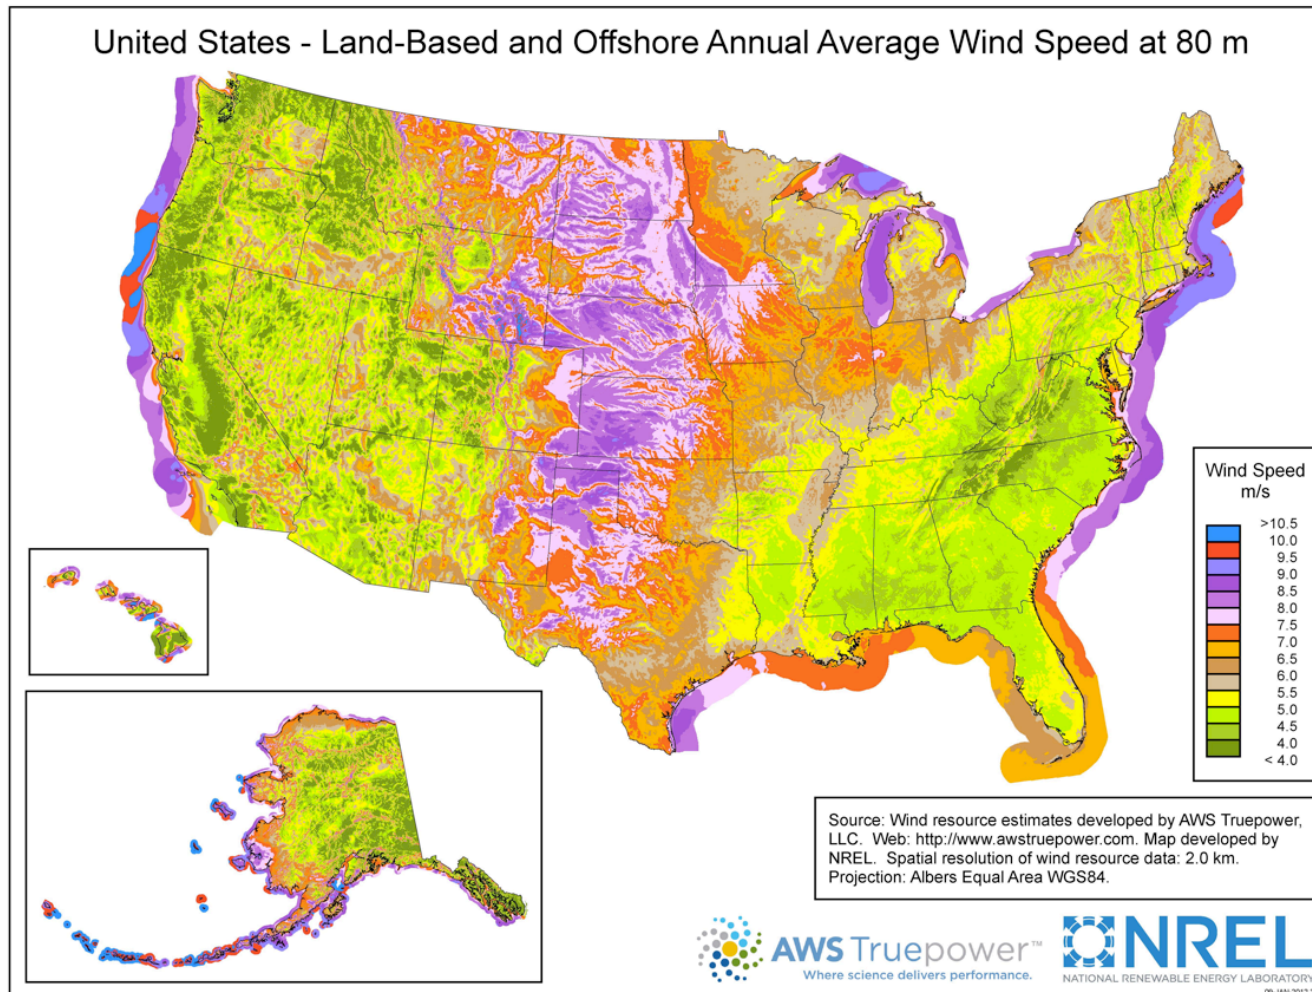 United States - Land-Based and Offshore Annual Average Wind Speed at 80 m
Wind Speed
m/s
>10.5
10.0
9.5
9.0
8.5
8.0
7.5
7.0
6.5
6.0
5.5
5.0
4.5
4.0
< 4.0
Source: Wind resource estimates developed by AWS Truepower,
LLC. Web: http://www.awstruepower.com. Map developed by
NREL. Spatial resolution of wind resource data: 2.0 km.
Projection: Albers Equal Area WGS84.
AWS Truepower™
Where science delivers performance.
NREL
NATIONAL RENEWABLE ENERGY LABORATORY